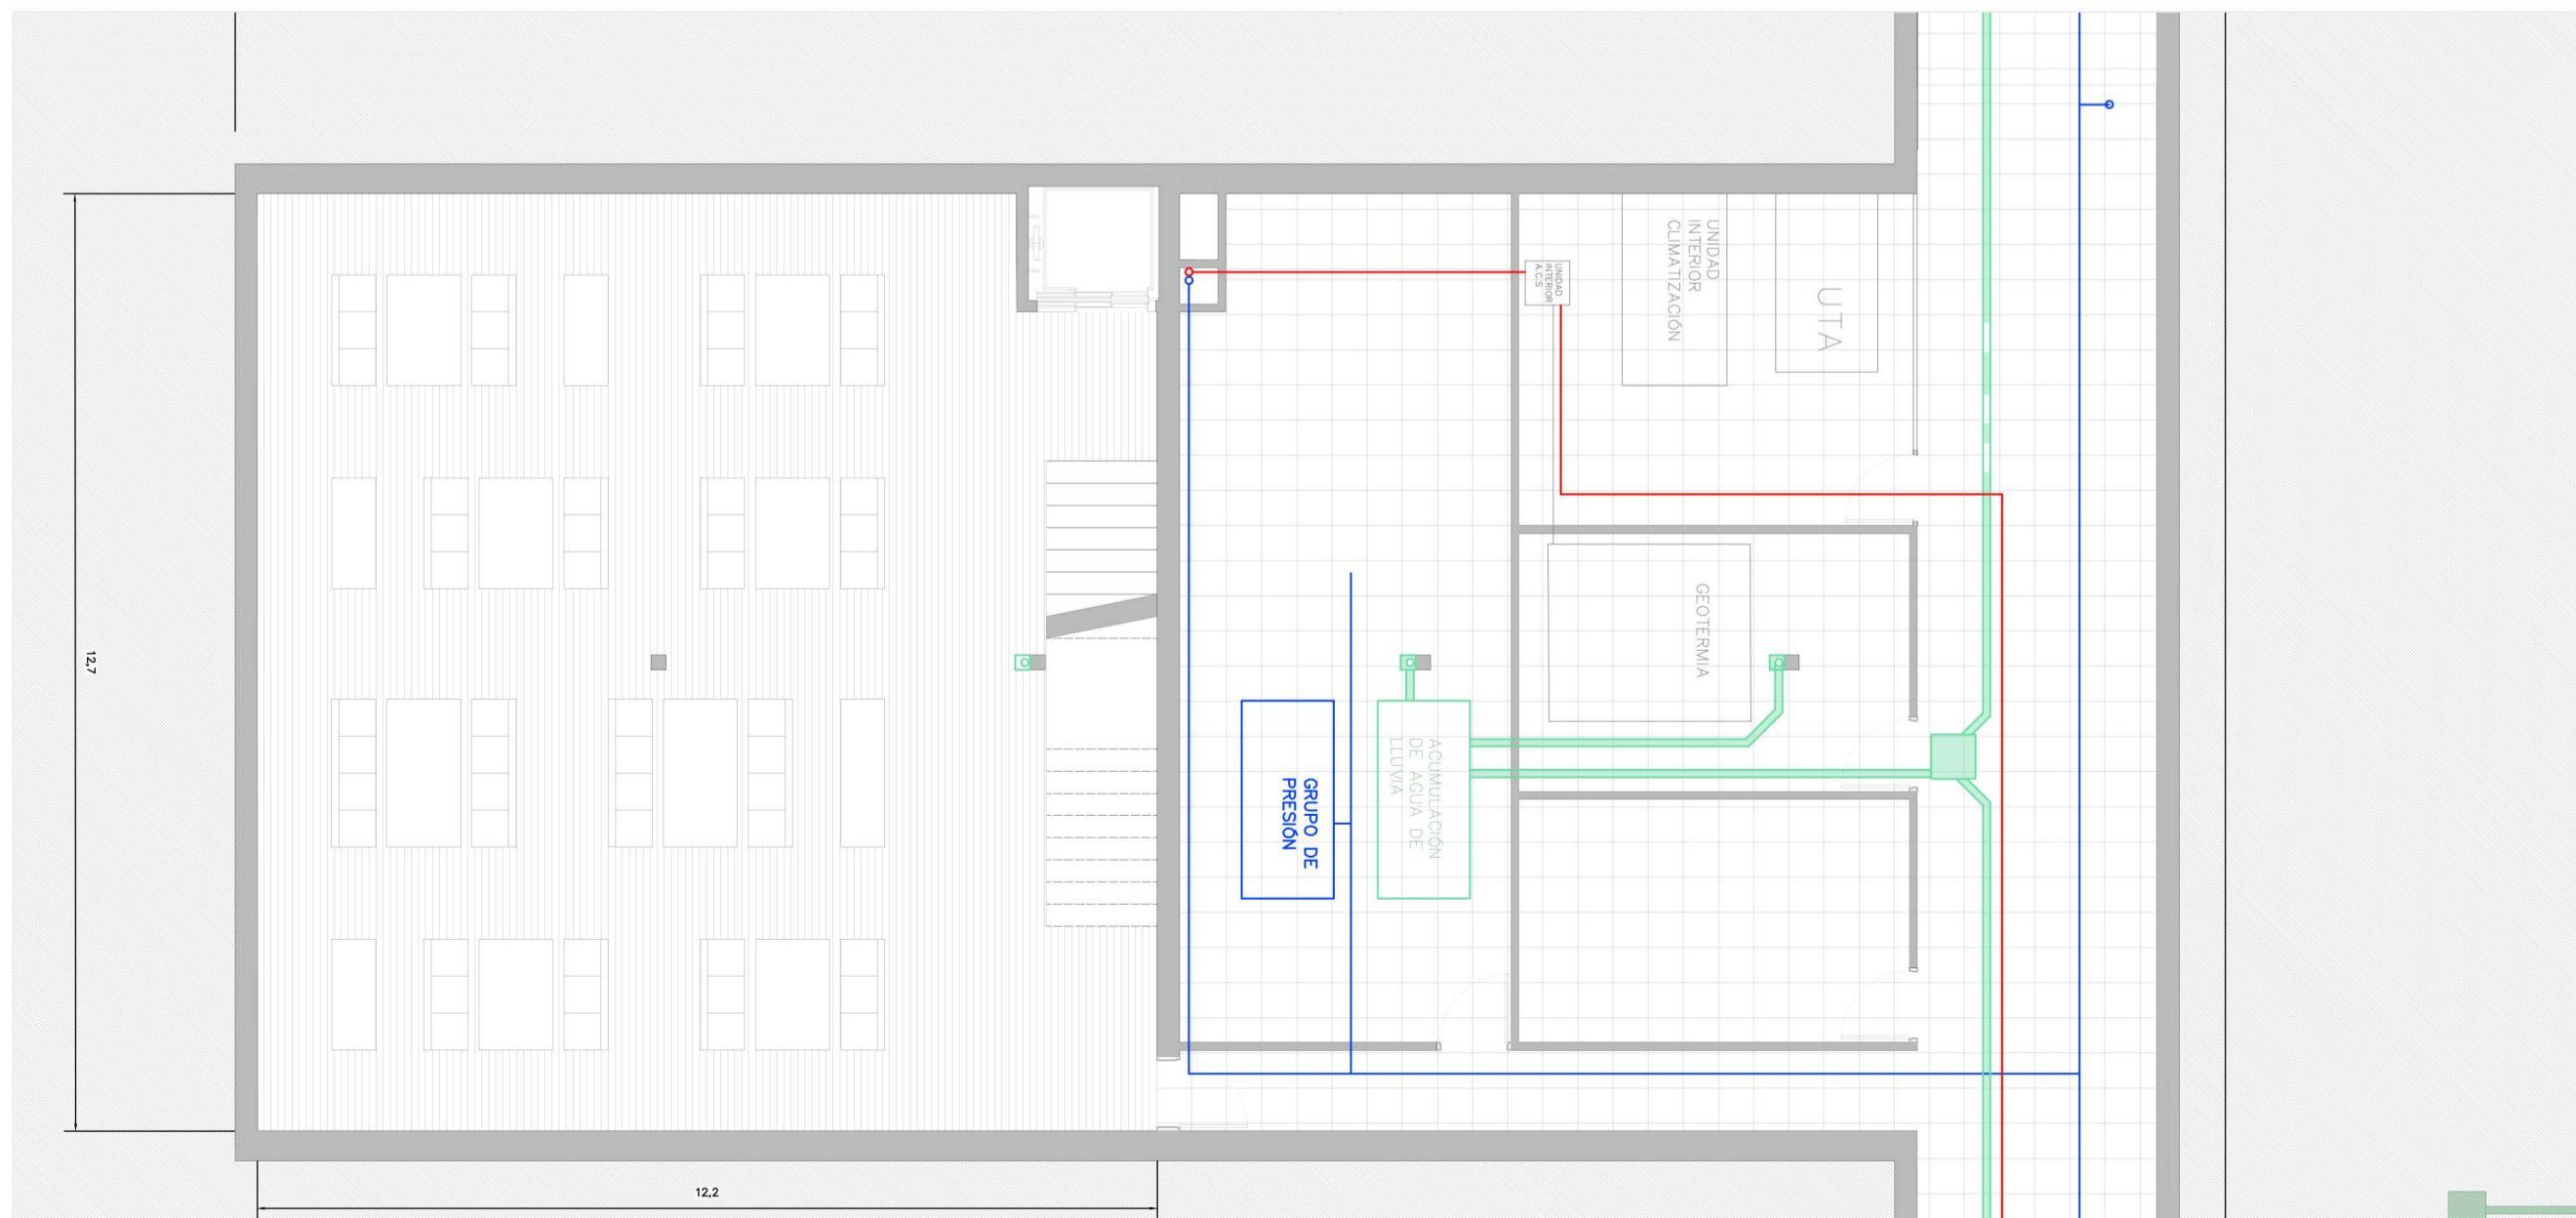 UNIDAD
INTERIOR
CLIMATIZACIÓN
UTA
UNIDAD
INTERIOR
A.C.S
GEOTERMIA
12,7
GRUPO DE
PRESIÓN
ACUMULACIÓN
DE AGUA DE
LLUVIA
12,2